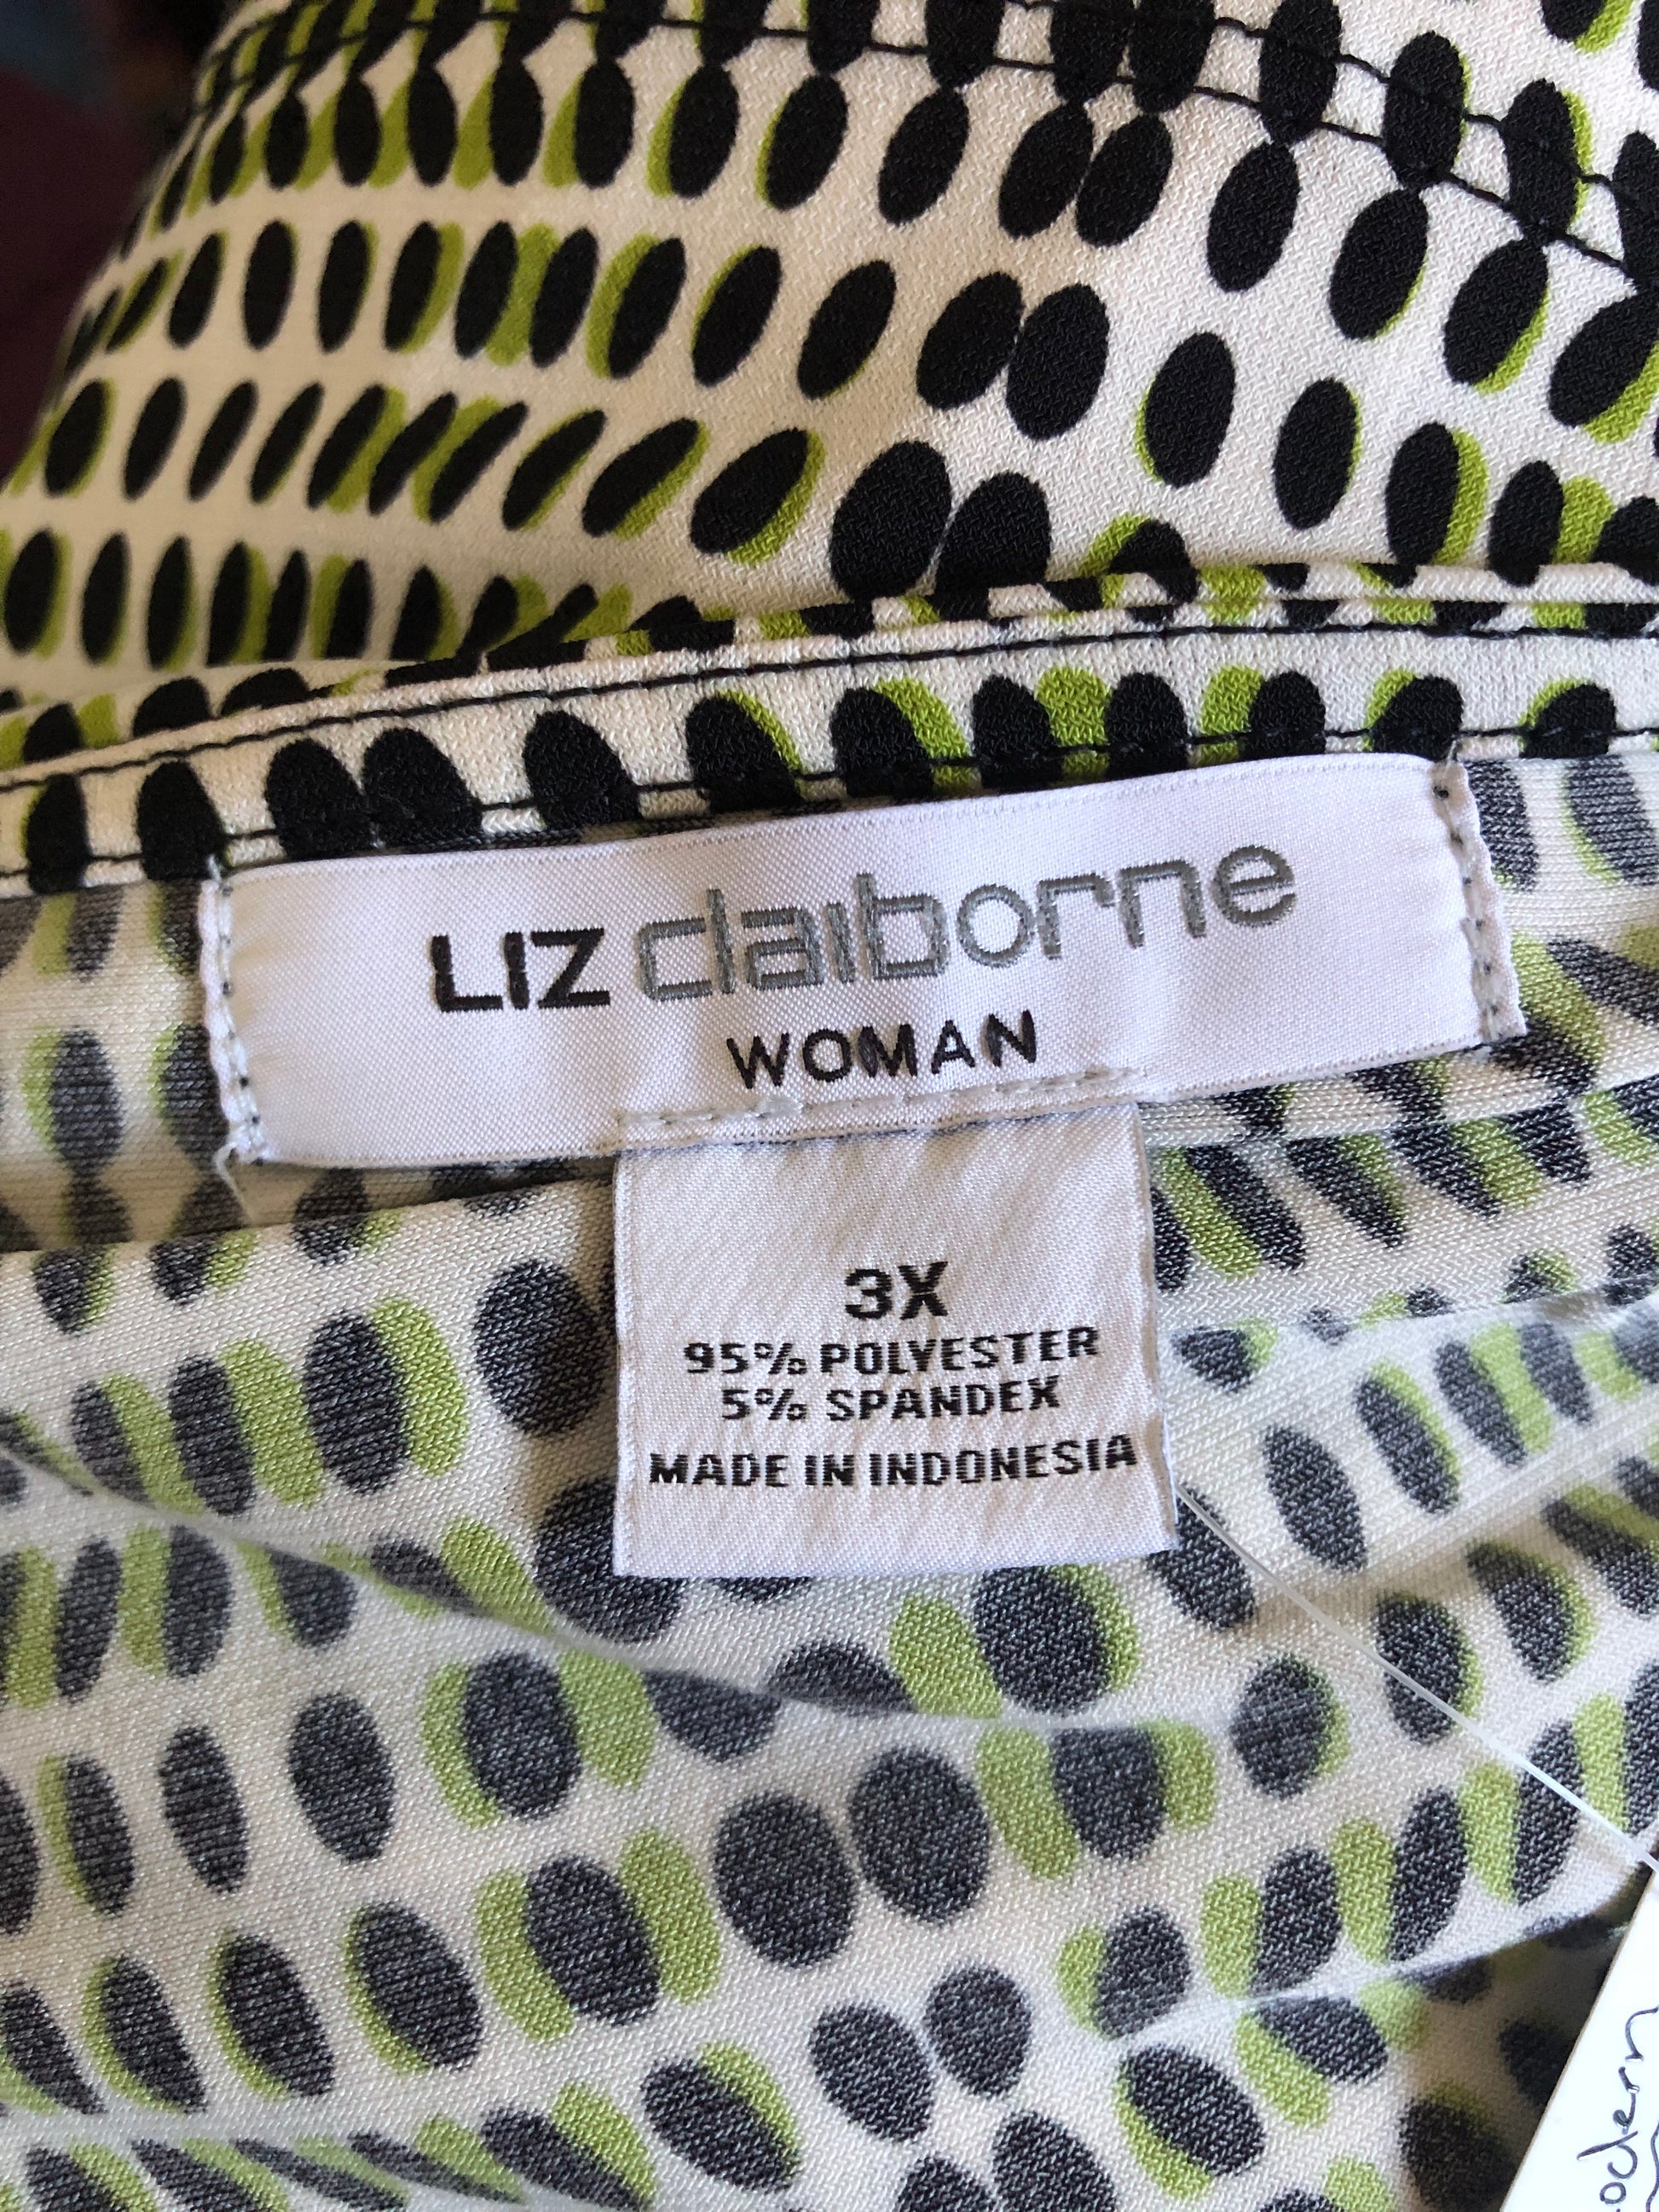 LIZ claiborne
WOMAN
3X
95% POLYESTER
5% SPANDEX
MADE IN INDONESIA